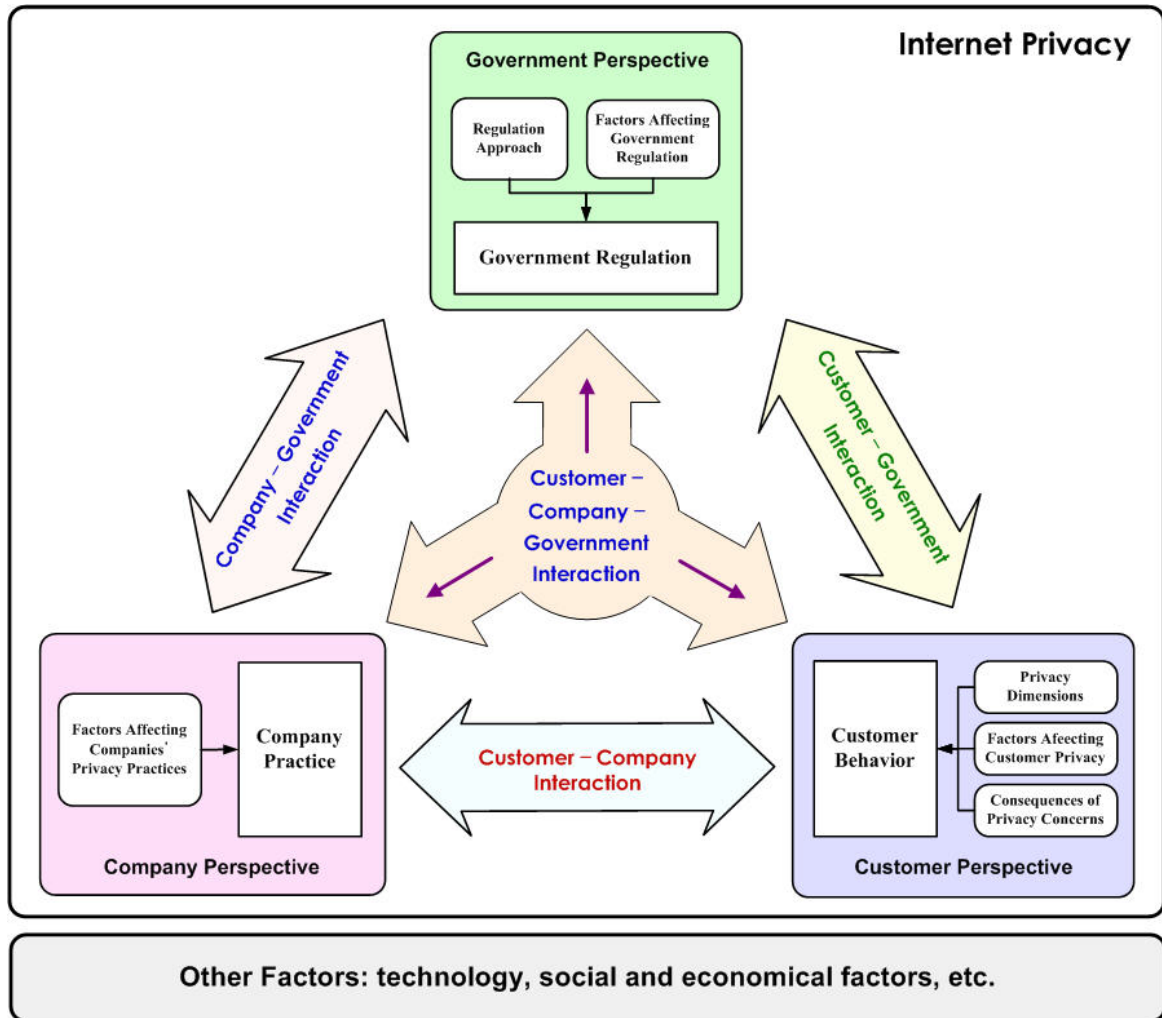 Internet Privacy
Government Perspective
Regulation
Approach
Factors Affecting
Government
Regulation
Government Regulation
Company – Government
Interaction
Customer –
Company –
Government
Interaction
Customer – Government
Interaction
Factors Affecting
Companies'
Privacy Practices
Company
Practice
Company Perspective
Customer – Company
Interaction
Customer
Behavior
Privacy
Dimensions
Factors Afeecting
Customer Privacy
Consequences of
Privacy Concerns
Customer Perspective
Other Factors: technology, social and economical factors, etc.